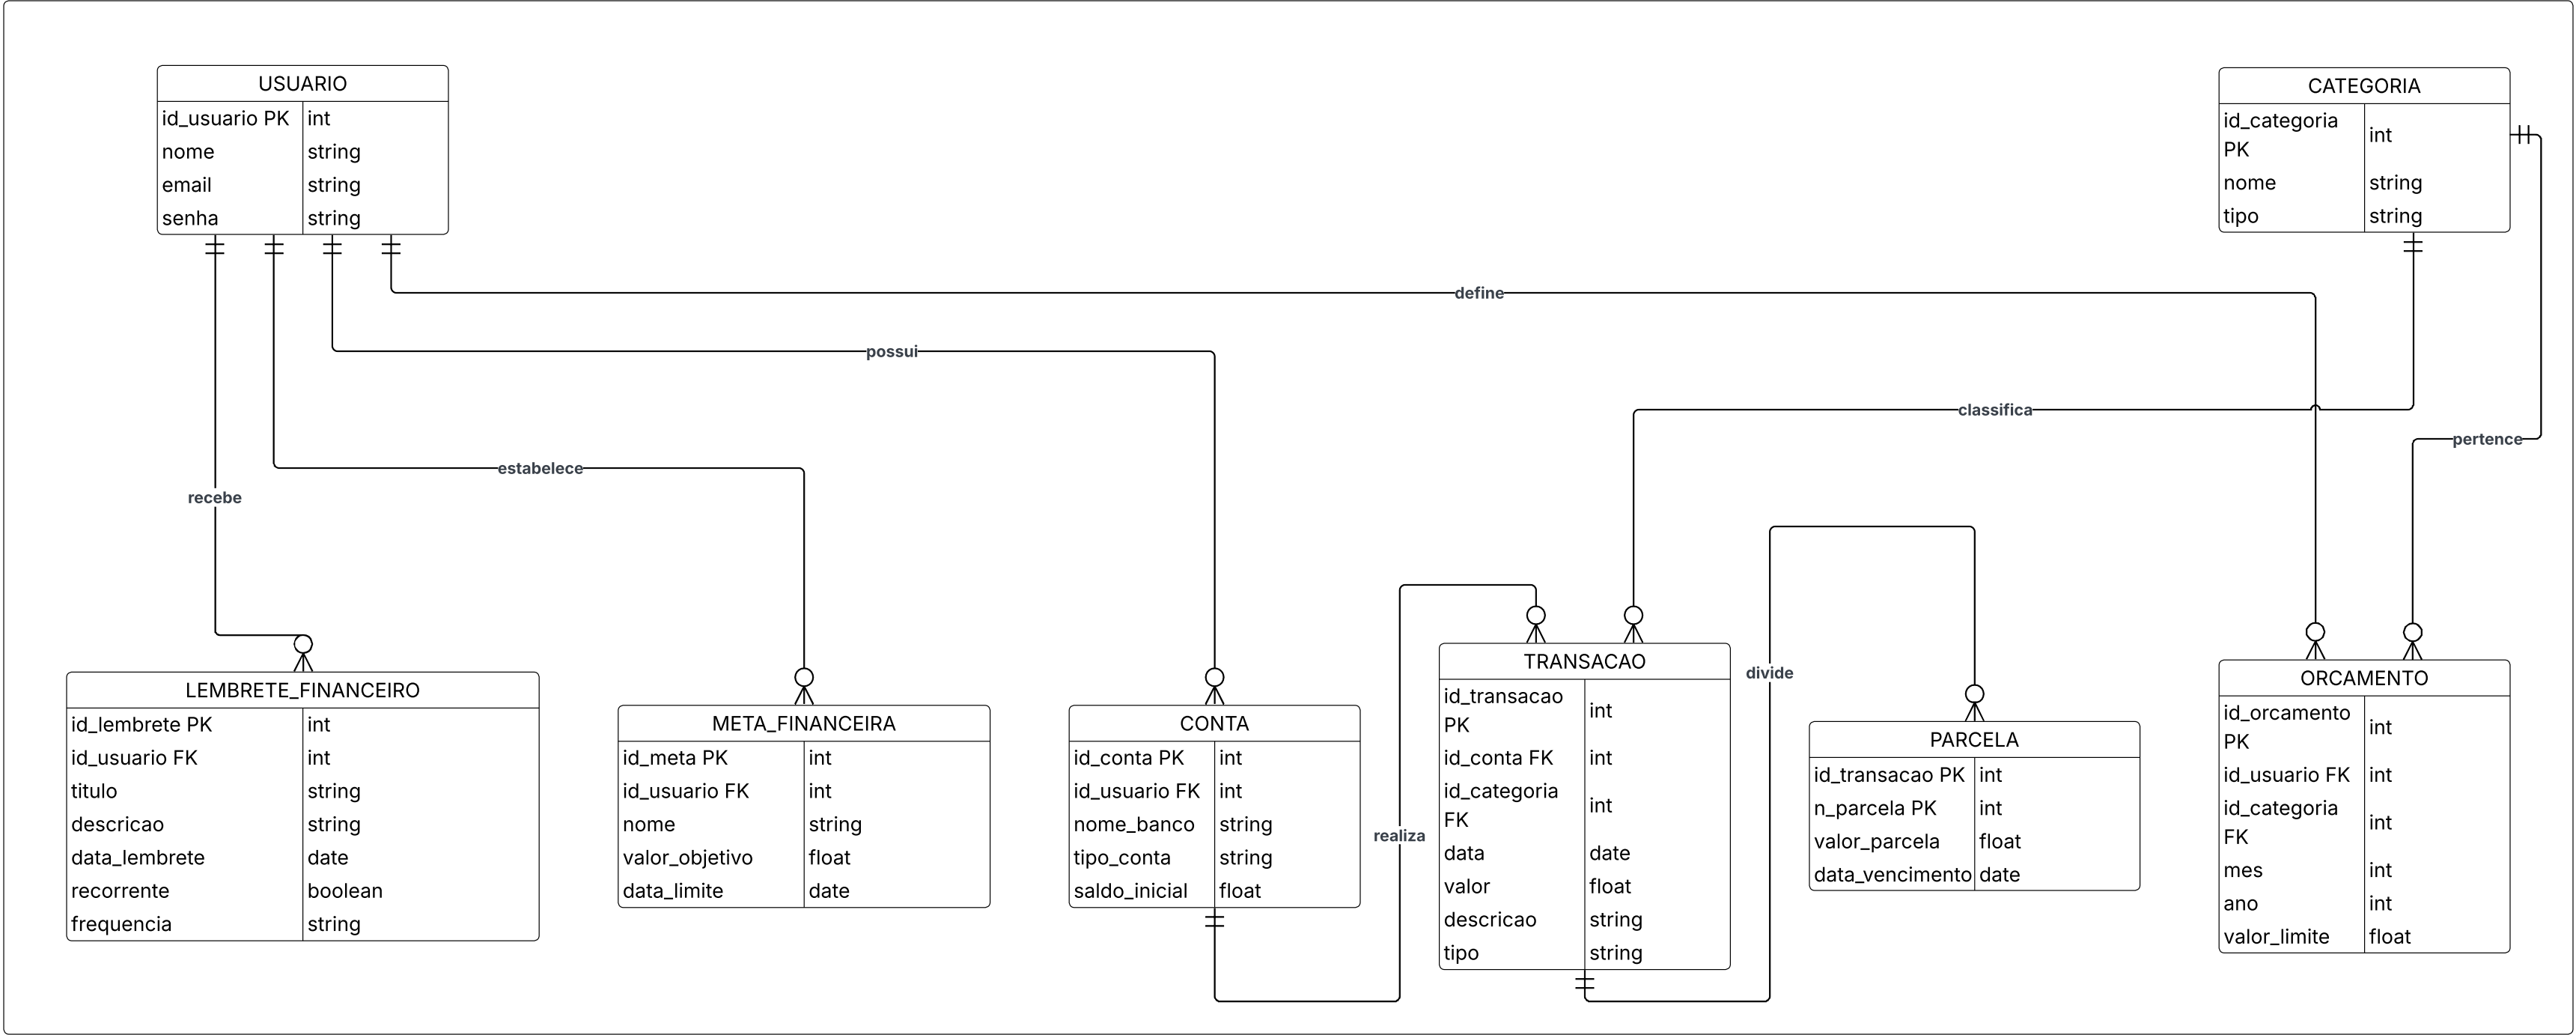 USUARIO
id_usuario PK int
nome string
email string
senha string
CATEGORIA
id_categoria
PK
int
nome string
tipo string
define
possui
classifica
pertence
estabelece
recebe
LEMBRETE_FINANCEIRO
id_lembrete PK int
id_usuario FK int
titulo string
descricao string
data_lembrete date
recorrente boolean
frequencia string
META_FINANCEIRA
id_meta PK int
id_usuario FK int
nome string
valor_objetivo float
data_limite date
CONTA
id_conta PK int
id_usuario FK int
nome_banco string
tipo_conta string
saldo_inicial float
realiza
TRANSACAO
id_transacao
PK
int
id_conta FK int
id_categoria
FK
int
data date
valor float
descricao string
tipo string
divide
PARCELA
id_transacao PK int
n_parcela PK int
valor_parcela float
data_vencimento date
ORCAMENTO
id_orcamento
PK
int
id_usuario FK int
id_categoria
FK
int
mes int
ano int
valor_limite float